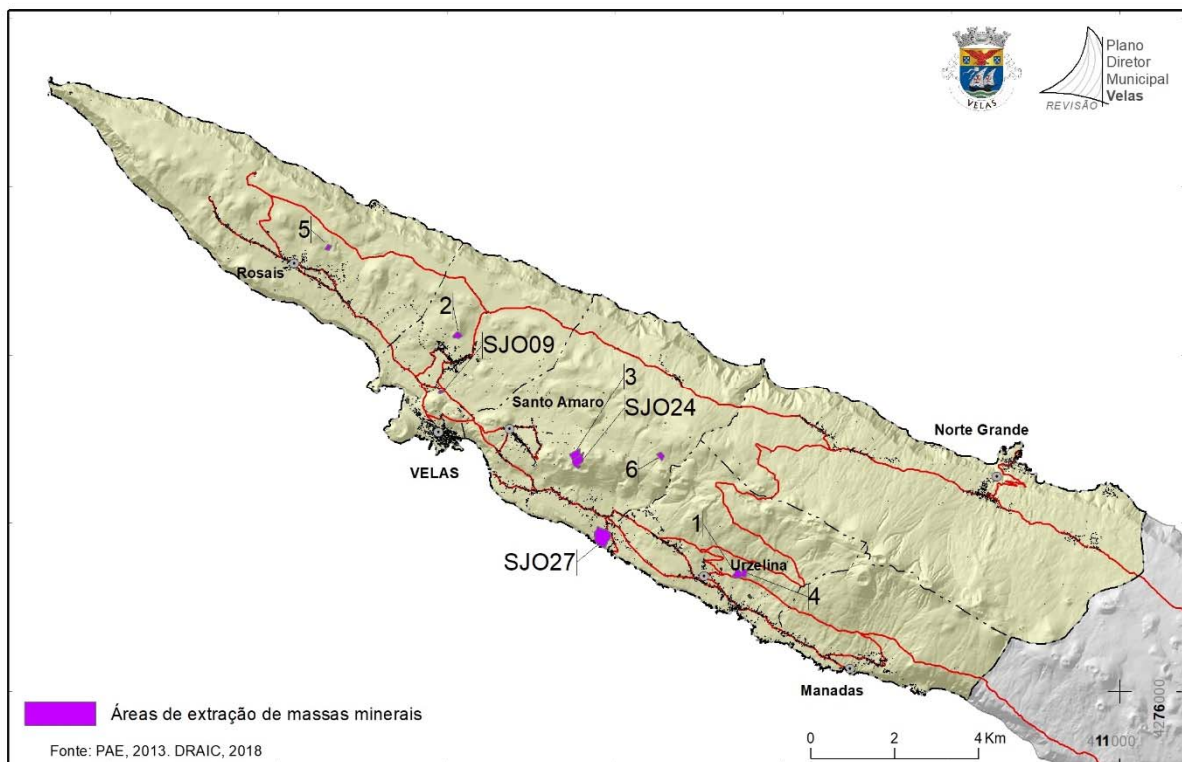 Plano
Diretor
Municipal
Velas
REVISÃO
VELAS
5
Rosais
2
SJO09
3
Santo Amaro
SJO24
Norte Grande
VELAS
6
1
SJO27
Urzelina
4
Manadas
Áreas de extração de massas minerais
Fonte: PAE, 2013. DRAIC, 2018
0 2 4 Km
411000
4276000